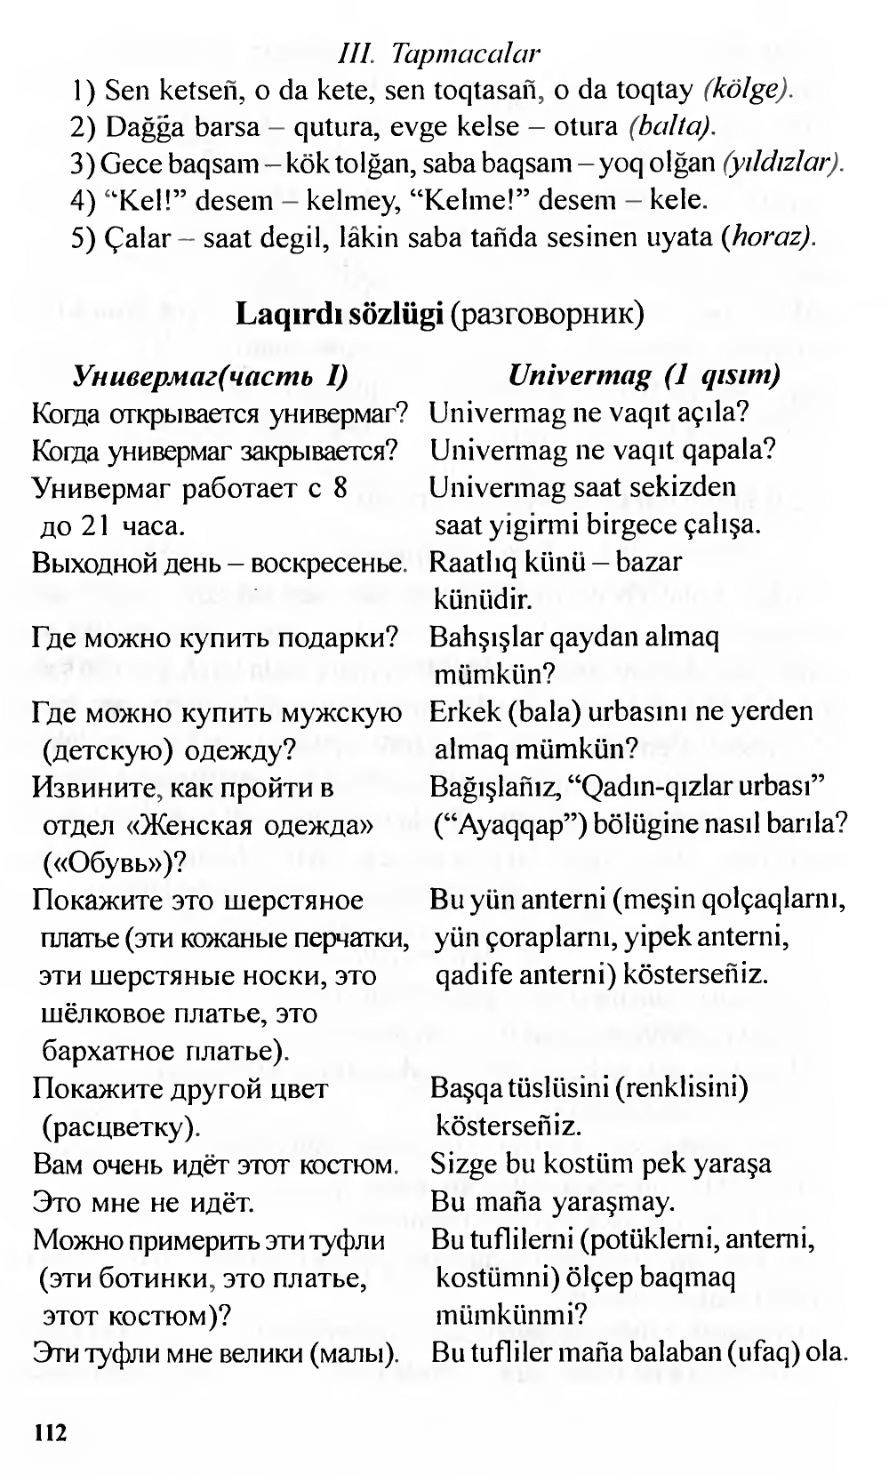 III. Tapmacalar
1) Sen ketseñ, o da kete, sen toqtasañ, o da toqtay (kölge).
2) Dağğa barsa – qutura, evge kelse – otura (balta).
3) Gece baqsam – kök tolğan, saba baqsam – yoq olğan (yıldızlar).
4) “Kel!” desem – kelmey, “Kelme!” desem – kele.
5) Çalar – saat degil, lâkin saba tañda sesinen uyata (horaz).
Laqırdı sözlügi (разговорник)
Универмаг(часть I)
Когда открывается универмаг?
Когда универмаг закрывается?
Универмаг работает с 8
до 21 часа.
Выходной день – воскресенье.
Где можно купить подарки?
Где можно купить мужскую
(детскую) одежду?
Извините, как пройти в
отдел «Женская одежда»
(«Обувь»)?
Покажите это шерстяное
платье (эти кожаные перчатки,
эти шерстяные носки, это
шёлковое платье, это
бархатное платье).
Покажите другой цвет
(расцветку).
Вам очень идёт этот костюм.
Это мне не идёт.
Можно примерить эти туфли
(эти ботинки, это платье,
этот костюм)?
Эти туфли мне велики (малы).
Univermag (1 qısım)
Univermag ne vaqıt açıla?
Univermag ne vaqıt qapala?
Univermag saat sekizden
saat yigirmi birgece çalışa.
Raatlıq künü – bazar
künüdir.
Bahşışlar qaydan almaq
mümkün?
Erkek (bala) urbasını ne yerden
almaq mümkün?
Bağışlañız, “Qadın-qızlar urbası”
(“Ayaqqap”) bölügine nasıl barıla?
Bu yün anterni (meşin qolçaqlarnı,
yün çoraplarnı, yipek anterni,
qadife anterni) kösterseñiz.
Başqa tüslüsini (renklisini)
kösterseñiz.
Sizge bu kostüm pek yaraşa
Bu maña yaraşmay.
Bu tuflilerni (potüklerni, anterni,
kostümni) ölçep baqmaq
mümkünmi?
Bu tufliler maña balaban (ufaq) ola.
112